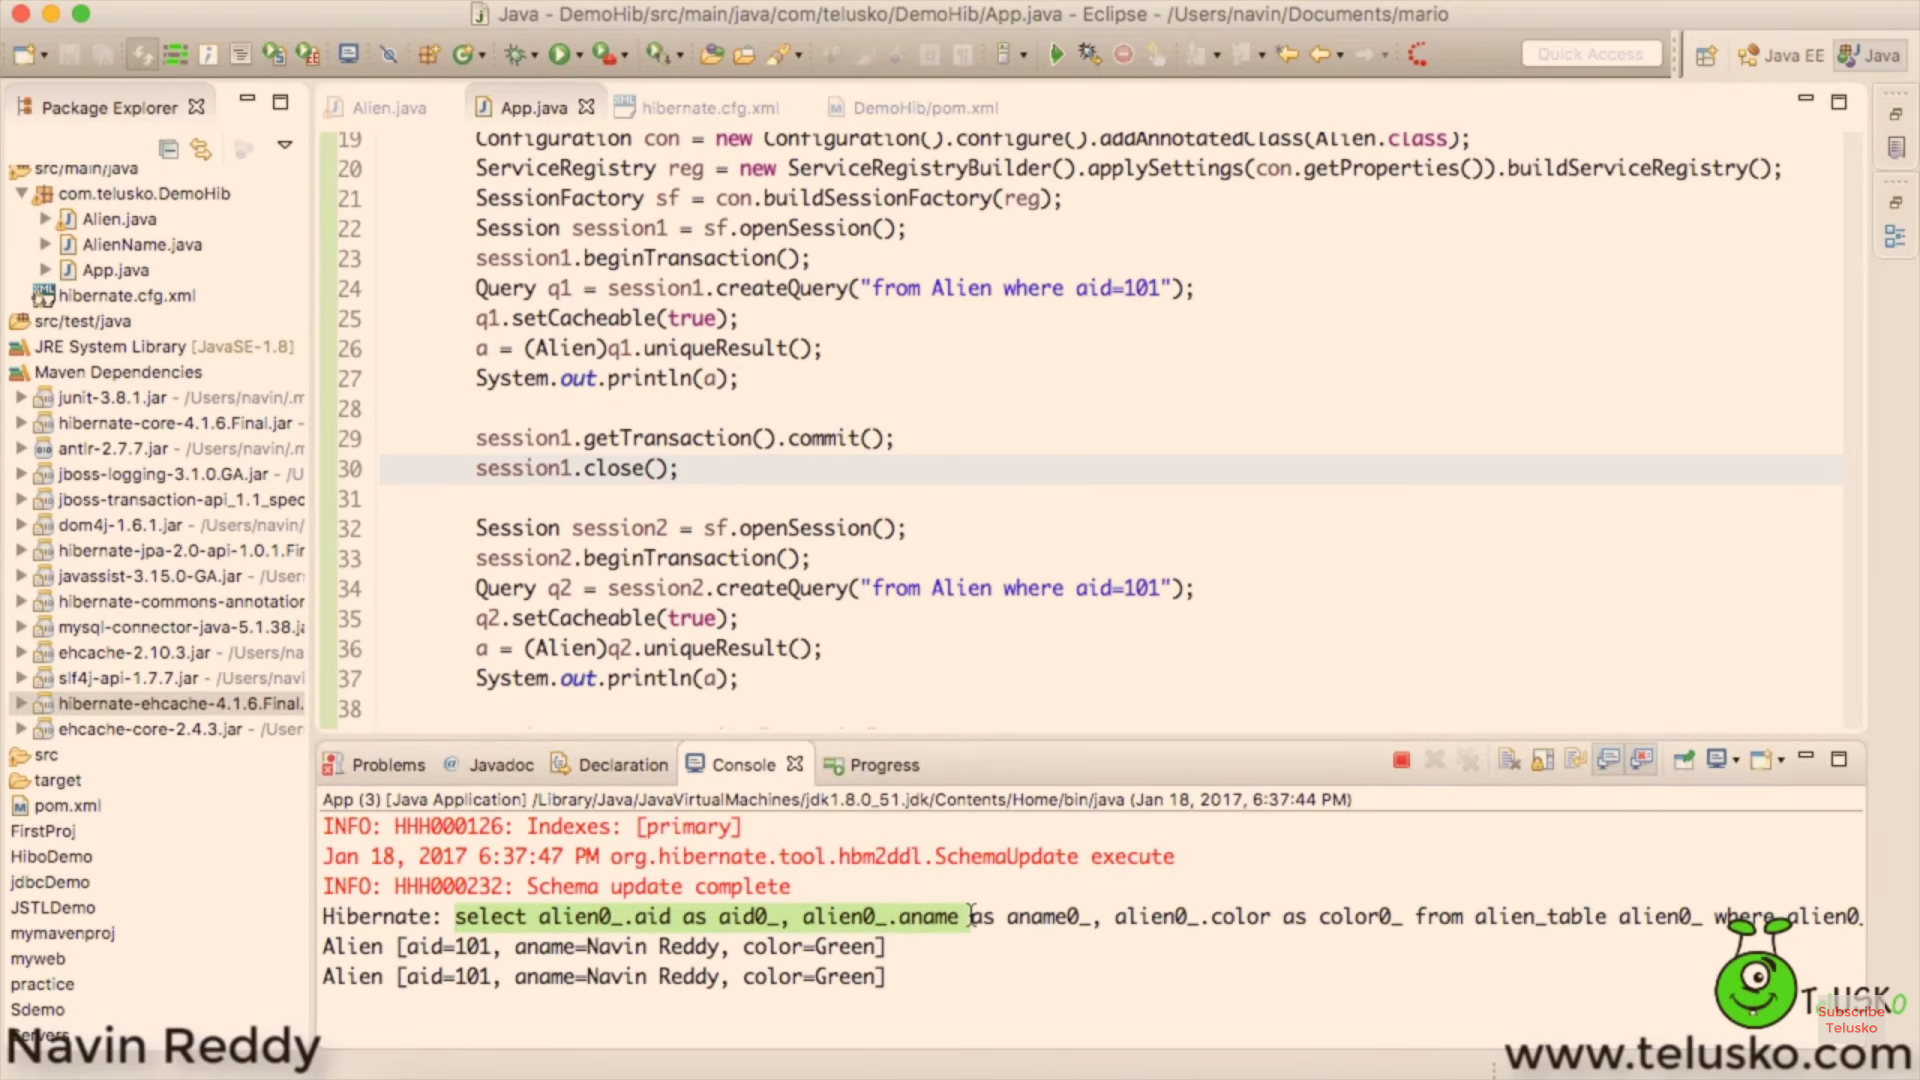 Java - DemoHib/src/main/java/com/telusko/DemoHib/App.java - Eclipse - /Users/navin/Documents/mario
Quick Access
Java EE
Java
Package Explorer
Alien.java
App.java
hibernate.cfg.xml
DemoHib/pom.xml
src/main/java
com.telusko.DemoHib
Alien.java
AlienName.java
App.java
hibernate.cfg.xml
src/test/java
JRE System Library [JavaSE-1.8]
Maven Dependencies
junit-3.8.1.jar - /Users/navin/.m
hibernate-core-4.1.6.Final.jar -
antlr-2.7.7.jar - /Users/navin/.m
jboss-logging-3.1.0.GA.jar - /U
jboss-transaction-api_1.1_spec
dom4j-1.6.1.jar - /Users/navin/
hibernate-jpa-2.0-api-1.0.1.Fir
javassist-3.15.0-GA.jar - /User
hibernate-commons-annotation
mysql-connector-java-5.1.38.ja
ehcache-2.10.3.jar - /Users/na
slf4j-api-1.7.7.jar - /Users/navi
hibernate-ehcache-4.1.6.Final.
ehcache-core-2.4.3.jar - /User
src
target
pom.xml
FirstProj
HiboDemo
jdbcDemo
JSTLDemo
mymavenproj
myweb
practice
Sdemo
Servers
19 Configuration con = new Configuration().configure().addAnnotatedClass(Alien.class);
20 ServiceRegistry reg = new ServiceRegistryBuilder().applySettings(con.getProperties()).buildServiceRegistry();
21 SessionFactory sf = con.buildSessionFactory(reg);
22 Session session1 = sf.openSession();
23 session1.beginTransaction();
24 Query q1 = session1.createQuery("from Alien where aid=101");
25 q1.setCacheable(true);
26 a = (Alien)q1.uniqueResult();
27 System.out.println(a);
28
29 session1.getTransaction().commit();
30 session1.close();
31
32 Session session2 = sf.openSession();
33 session2.beginTransaction();
34 Query q2 = session2.createQuery("from Alien where aid=101");
35 q2.setCacheable(true);
36 a = (Alien)q2.uniqueResult();
37 System.out.println(a);
38
Problems
Javadoc
Declaration
Console
Progress
App (3) [Java Application] /Library/Java/JavaVirtualMachines/jdk1.8.0_51.jdk/Contents/Home/bin/java (Jan 18, 2017, 6:37:44 PM)
INFO: HHH000126: Indexes: [primary]
Jan 18, 2017 6:37:47 PM org.hibernate.tool.hbm2ddl.SchemaUpdate execute
INFO: HHH000232: Schema update complete
Hibernate: select alien0_.aid as aid0_, alien0_.aname as aname0_, alien0_.color as color0_ from alien_table alien0_ where alien0_
Alien [aid=101, aname=Navin Reddy, color=Green]
Alien [aid=101, aname=Navin Reddy, color=Green]
Subscribe
Telusko
Navin Reddy
www.telusko.com